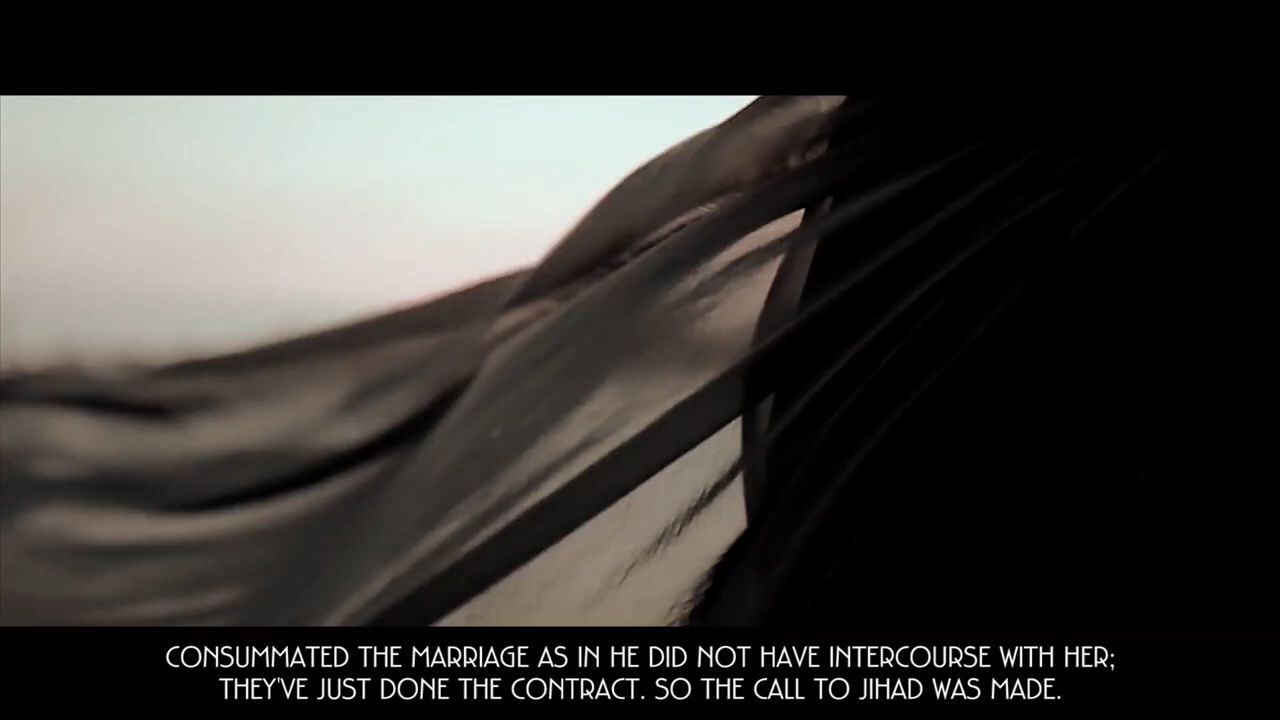 CONSUMMATED THE MARRIAGE AS IN HE DID NOT HAVE INTERCOURSE WITH HER;
THEY'VE JUST DONE THE CONTRACT. SO THE CALL TO JIHAD WAS MADE.